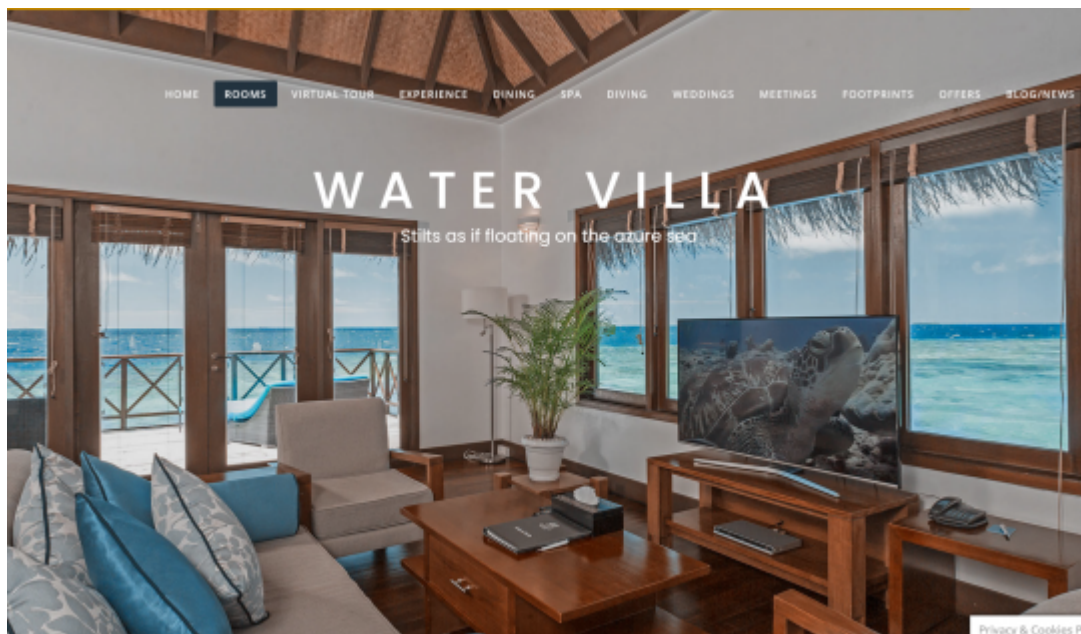 HOME ROOMS VIRTUAL TOUR EXPERIENCE DINING SPA DIVING WEDDINGS MEETINGS FOOTPRINTS OFFERS BLOG/NEWS
WATER VILLA
Stilts as if floating on the azure sea
Privacy & Cookies P